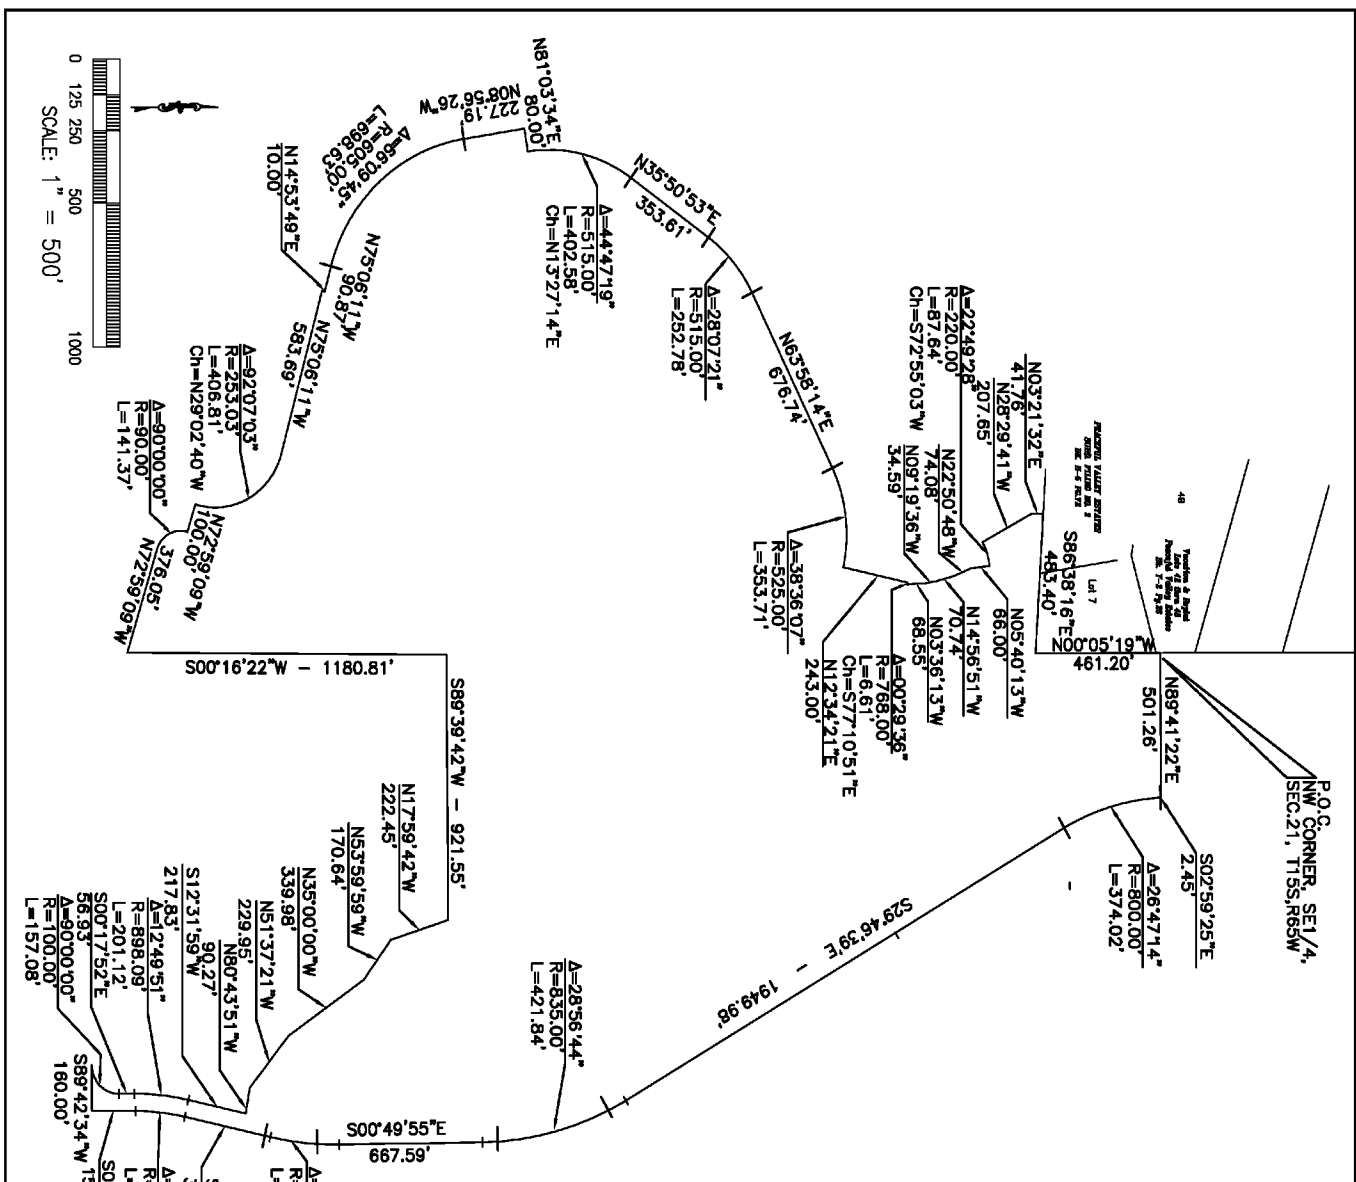 0 125 250 500 1000
SCALE: 1" = 500'
N81°03'34"E
80.00'
N08°56'26"W
227.19'
Δ=66°09'45"
R=605.00'
L=698.63'
N14°53'49"E
10.00'
N75°06'11"W
90.87'
N75°06'11"W
583.69'
Δ=92°07'03"
R=253.03'
L=406.81'
Ch=N29°02'40"W
Δ=90°00'00"
R=90.00'
L=141.37'
N72°59'09"W
100.00'
376.05'
N72°59'09"W
Δ=44°47'19"
R=515.00'
L=402.58'
Ch=N13°27'14"E
N35°50'53"E
353.61'
Δ=28°07'21"
R=515.00'
L=252.78'
N63°58'14"E
676.74'
Δ=38°36'07"
R=525.00'
L=353.71'
N03°21'32"E
41.76'
N28°29'41"W
207.65'
Δ=22°49'28"
R=220.00'
L=87.64'
Ch=S72°55'03"W
N22°50'48"W
74.08'
N09°19'36"W
34.59'
N05°40'13"W
66.00'
N14°56'51"W
70.74'
N03°36'13"W
68.55'
Δ=00°29'36"
R=768.00'
L=6.61'
Ch=S77°10'51"E
N12°34'21"E
243.00'
PEACEFUL VALLEY ESTATES
4B
Lot 7
S86°38'16"E
483.40'
N00°05'19"W
461.20'
P.O.C.
NW CORNER, SE1/4,
SEC.21, T15S,R65W
N89°41'22"E
501.26'
S02°59'25"E
2.45'
Δ=26°47'14"
R=800.00'
L=374.02'
S29°46'39"E - 1949.98'
Δ=28°56'44"
R=835.00'
L=421.84'
S00°49'55"E
667.59'
S00°16'22"W - 1180.81'
S89°39'42"W - 921.55'
N17°59'42"W
222.45'
N53°59'59"W
170.64'
N35°00'00"W
339.98'
N51°37'21"W
229.95'
N80°43'51"W
90.27'
S12°31'59"W
217.83'
Δ=12°49'51"
R=898.09'
L=201.12'
S00°17'52"E
56.93'
Δ=90°00'00"
R=100.00'
L=157.08'
S89°42'34"W
160.00'